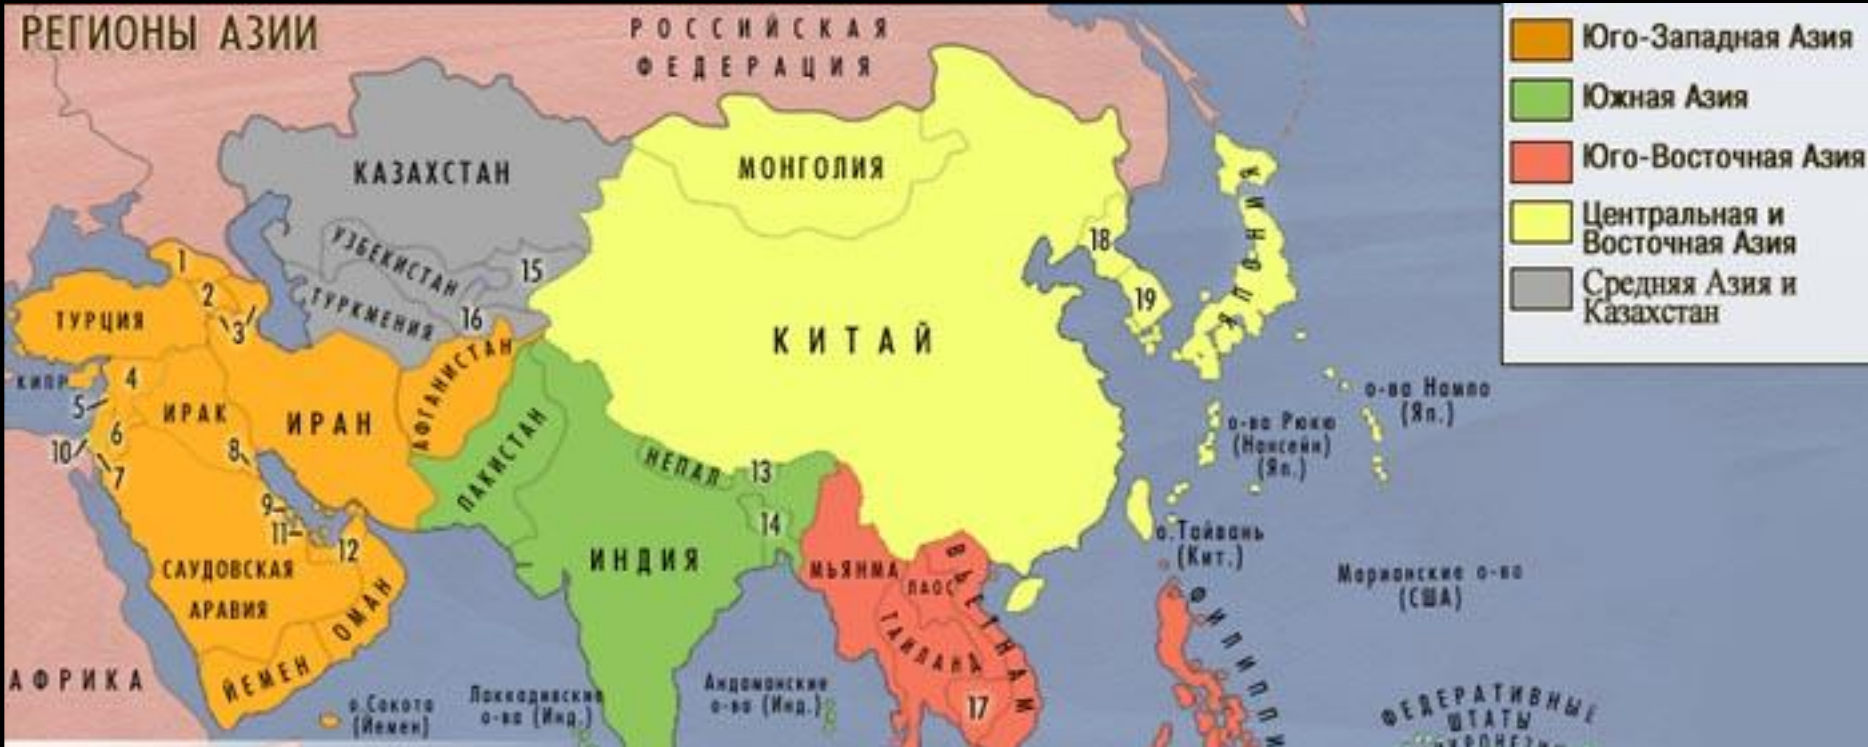 РЕГИОНЫ АЗИИ
РОССИЙСКАЯ
ФЕДЕРАЦИЯ
Юго-Западная Азия
Южная Азия
Юго-Восточная Азия
Центральная и
Восточная Азия
Средняя Азия и
Казахстан
КАЗАХСТАН
МОНГОЛИЯ
УЗБЕКИСТАН
ТУРКМЕНИЯ
15
16
18
19
ЯПОНИЯ
1
2
3
ТУРЦИЯ
КИПР
4
5
6
7
8
9
10
11
12
ИРАК
ИРАН
АФГАНИСТАН
ПАКИСТАН
КИТАЙ
НЕПАЛ
13
14
ИНДИЯ
САУДОВСКАЯ
АРАВИЯ
ОМАН
ЙЕМЕН
АФРИКА
о.Сокотра
(Йемен)
Лаккадивские
о-ва (Инд.)
Андаманские
о-ва (Инд.)
МЬЯНМА
ЛАОС
ВЬЕТНАМ
ТАИЛАНД
17
о-ва Нампо
(Яп.)
о-ва Рюкю
(Нансейи)
(Яп.)
о.Тайвань
(Кит.)
Марианские о-ва
(США)
ФИЛИППИ
ФЕДЕРАТИВНЫЕ
ШТАТЫ